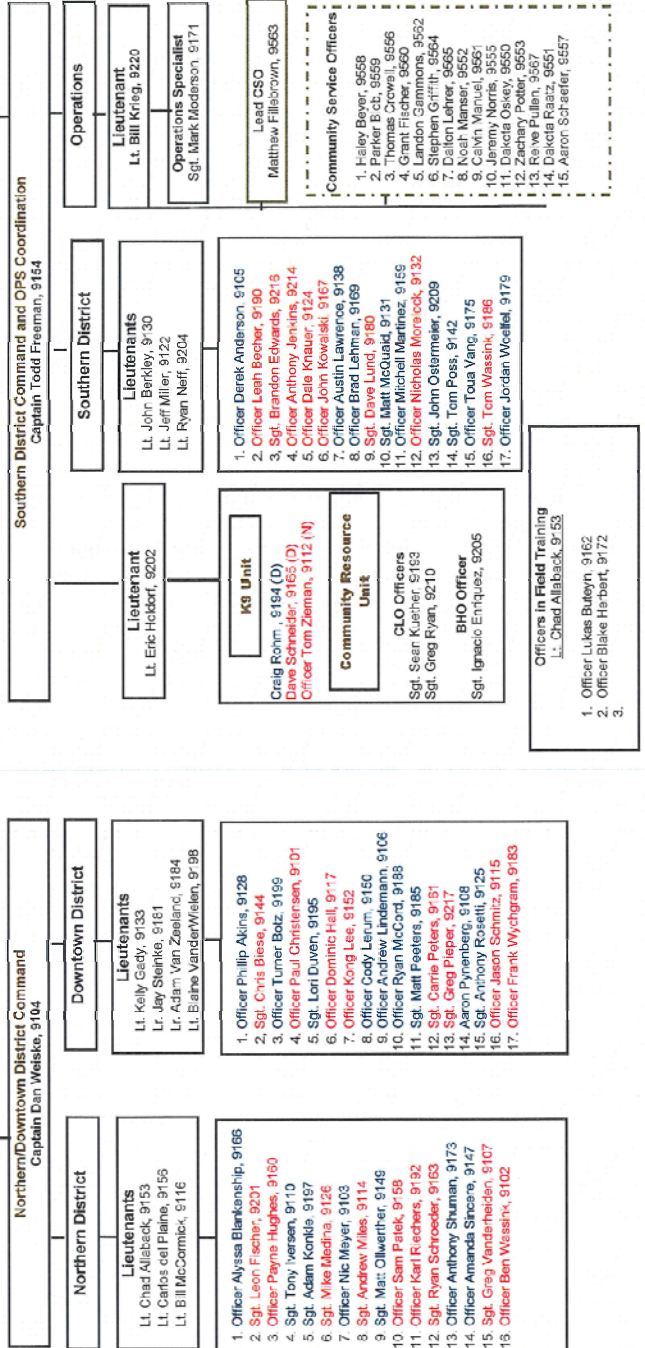 Northern/Downtown District Command
Captain Dan Weiske, 9104
Northern District
Lieutenants
Lt. Chad Allaback, 9153
Lt. Carlos del Plaine, 9156
Lt. Bill McCormick, 9116
1. Officer Alyssa Blankenship, 9166
2. Sgt. Leon Fischer, 9201
3. Officer Payne Hughes, 9160
4. Sgt. Tony Iversen, 9110
5. Sgt. Adam Konkle, 9197
6. Sgt. Mike Medina, 9126
7. Officer Nic Meyer, 9103
8. Sgt. Andrew Miles, 9114
9. Sgt. Matt Ollwerther, 9149
10. Officer Sam Patek, 9158
11. Officer Karl Riechers, 9192
12. Sgt. Ryan Schroeder, 9163
13. Officer Anthony Shuman, 9173
14. Officer Amanda Sincere, 9147
15. Sgt. Greg Vandarheiden, 9107
16. Officer Ben Wassink, 9102
Downtown District
Lieutenants
Lt. Kelly Gady, 9133
Lr. Jay Steinke, 9181
Lr. Adam Van Zeeland, 9184
Lt. Blaine VanderWielen, 9198
1. Officer Phillip Akins, 9128
2, Sgt. Chris Biese, 9144
3. Officer Turner Botz, 9199
4. Officer Paul Christensen, 9101
5. Sgt. Lori Duven, 9195
6. Officer Dominic Hall, 9117
7. Officer Kong Lee, 9152
8. Officer Cody Lerum, 9150
9. Officer Andrew Lindemann, 9106
10. Officer Ryan McCord, 9188
11. Sgt. Matt Peeters, 9185
12. Sgt. Carrie Peters, 9161
13. Sgt. Greg Pieper, 9217
14. Aaron Pynenberg, 9108
15. Sgt. Anthony Rosetti, 9125
16. Officer Jason Schmitz, 9115
17. Officer Frank Wychgram, 9183
Southern District Command and OPS Coordination
Captain Todd Freeman, 9154
Lieutenant
Lt. Eric Holdorf, 9202
K9 Unit
Craig Rohm , 9194 (D)
Dave Schneider, 9165 (D)
Officer Tom Zieman, 9112 (N)
Community Resource
Unit
CLO Officers
Sgt. Sean Kuether, 9193
Sgt. Greg Ryan, 9210
BHO Officer
Sgt. Ignacio Enriquez, 9205
Officers in Field Training
Lt. Chad Allaback, 9153
1. Officer Lukas Buteyn, 9162
2. Officer Blake Herbert, 9172
3.
Southern District
Lieutenants
Lt. John Berkley, 9130
Lt. Jeff Miller, 9122
Lt. Ryan Neff, 9204
1. Officer Derek Anderson, 9105
2. Officer Leah Becher, 9190
3, Sgt. Brandon Edwards, 9216
4. Officer Anthony Jenkins, 9214
5. Officer Dale Knauer, 9124
6. Officer John Kowalski, 9167
7. Officer Austin Lawrence, 9138
8. Officer Brad Lehman, 9169
9. Sgt. Dave Lund, 9180
10. Sgt. Matt McQuaid, 9131
11. Officer Mitchell Martinez, 9159
12. Officer Nicholas Morelock, 9132
13. Sgt. John Ostermeier, 9209
14. Sgt. Tom Poss, 9142
15. Officer Toua Vang, 9175
16. Sgt. Tom Wassink, 9186
17. Officer Jordan Woelfel, 9179
Operations
Lieutenant
Lt. Bill Krieg, 9220
Operations Specialist
Sgt. Mark Moderson, 9171
Lead CSO
Matthew Fillebrown, 9563
Community Service Officers
1. Haley Beyer, 9558
2. Parker Blob, 9559
3. Thomas Crowell, 9556
4. Grant Fischer, 9560
5. Landon Gammons, 9562
6. Stephen Griffith, 9564
7. Dalton Lehrer, 9565
8. Noah Manser, 9552
9. Calvin Manuel, 9561
10. Jeremy Norris, 9555
11. Dakota Oskey, 9550
12. Zachary Potter, 9553
13. Pullen, 9567
14. Dakota Raatz, 9551
15. Aaron Schaefer, 9557